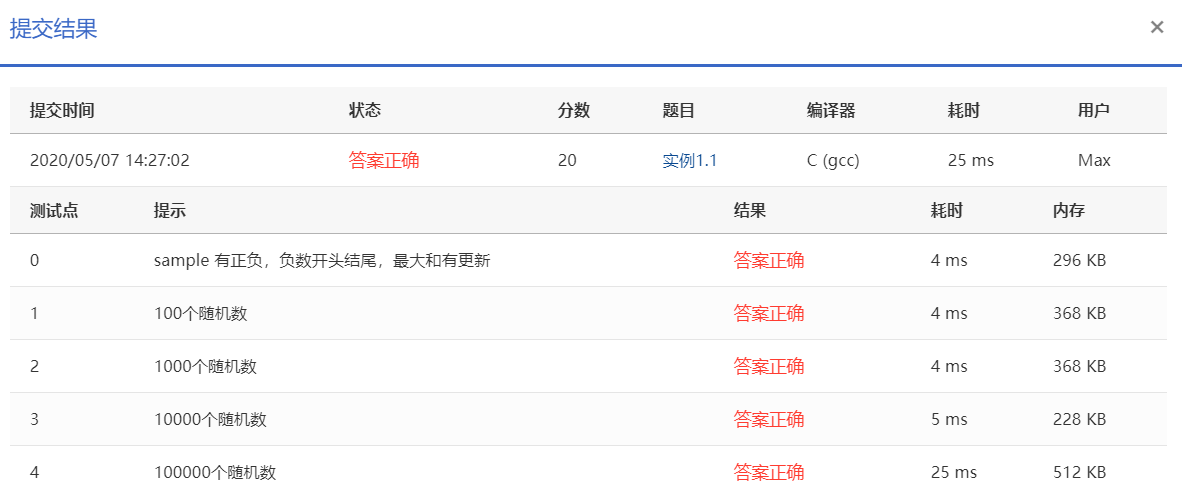 提交结果 ×
提交时间 状态 分数 题目 编译器 耗时 用户
2020/05/07 14:27:02 答案正确 20 实例1.1 C (gcc) 25 ms Max
测试点 提示 结果 耗时 内存
0 sample 有正负，负数开头结尾，最大和有更新 答案正确 4 ms 296 KB
1 100个随机数 答案正确 4 ms 368 KB
2 1000个随机数 答案正确 4 ms 368 KB
3 10000个随机数 答案正确 5 ms 228 KB
4 100000个随机数 答案正确 25 ms 512 KB